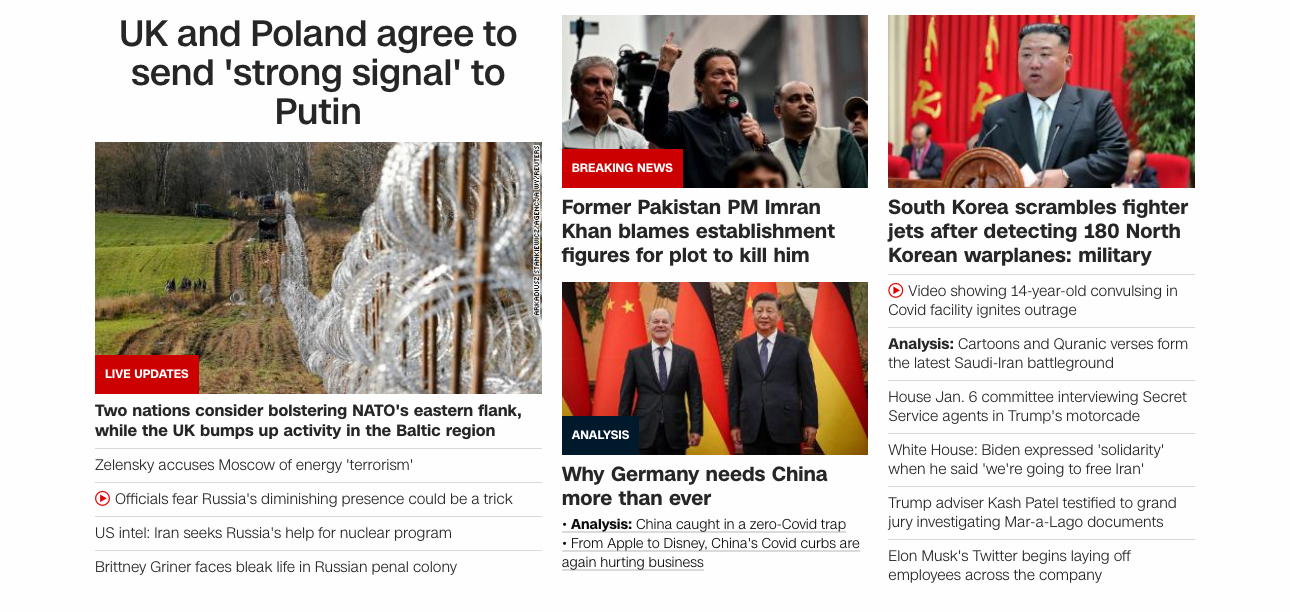 UK and Poland agree to
send 'strong signal' to
Putin
ARKADIUSZ STANKIEWICZ/AGENCJA WY/REUTERS
LIVE UPDATES
Two nations consider bolstering NATO's eastern flank,
while the UK bumps up activity in the Baltic region
Zelensky accuses Moscow of energy 'terrorism'
Officials fear Russia's diminishing presence could be a trick
US intel: Iran seeks Russia's help for nuclear program
Brittney Griner faces bleak life in Russian penal colony
BREAKING NEWS
Former Pakistan PM Imran
Khan blames establishment
figures for plot to kill him
ANALYSIS
Why Germany needs China
more than ever
• Analysis: China caught in a zero-Covid trap
• From Apple to Disney, China's Covid curbs are
again hurting business
South Korea scrambles fighter
jets after detecting 180 North
Korean warplanes: military
Video showing 14-year-old convulsing in
Covid facility ignites outrage
Analysis: Cartoons and Quranic verses form
the latest Saudi-Iran battleground
House Jan. 6 committee interviewing Secret
Service agents in Trump's motorcade
White House: Biden expressed 'solidarity'
when he said 'we're going to free Iran'
Trump adviser Kash Patel testified to grand
jury investigating Mar-a-Lago documents
Elon Musk's Twitter begins laying off
employees across the company